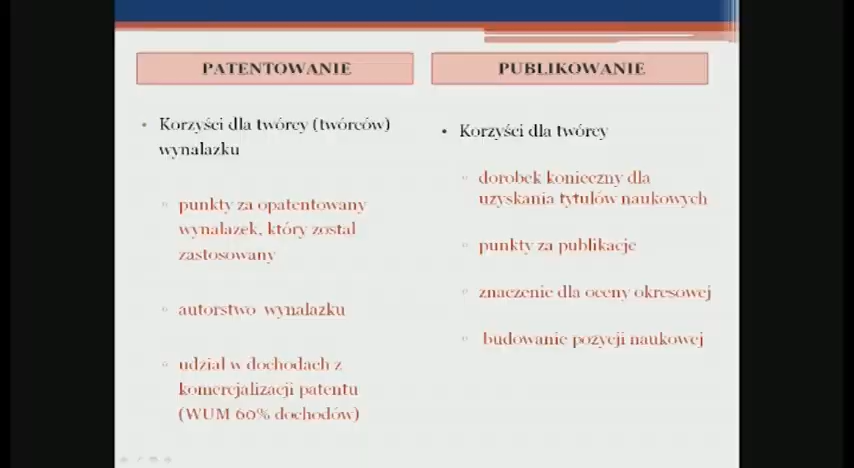 PATENTOWANIE
Korzyści dla twórcy (twórców)
wynalazku
punkty za opatentowany
wynalazek, który został
zastosowany
autorstwo wynalazku
udział w dochodach z
komercjalizacji patentu
(WUM 60% dochodów)
PUBLIKOWANIE
Korzyści dla twórcy
dorobek konieczny dla
uzyskania tytułów naukowych
punkty za publikacje
znaczenie dla oceny okresowej
budowanie pozycji naukowej